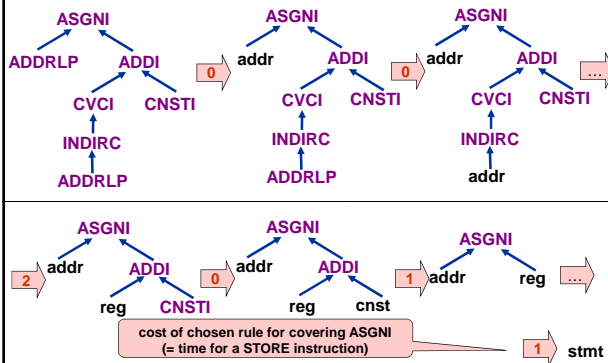 ASGNI ASGNI ASGNI
ADDRLP ADDI 0 addr ADDI 0 addr ADDI ...
CVCI CNSTI CVCI CNSTI CVCI CNSTI
INDIRC INDIRC INDIRC
ADDRLP ADDRLP addr
ASGNI ASGNI ASGNI
2 addr ADDI 0 addr ADDI 1 addr reg ...
reg CNSTI reg cnst
cost of chosen rule for covering ASGNI
(= time for a STORE instruction)
1 stmt